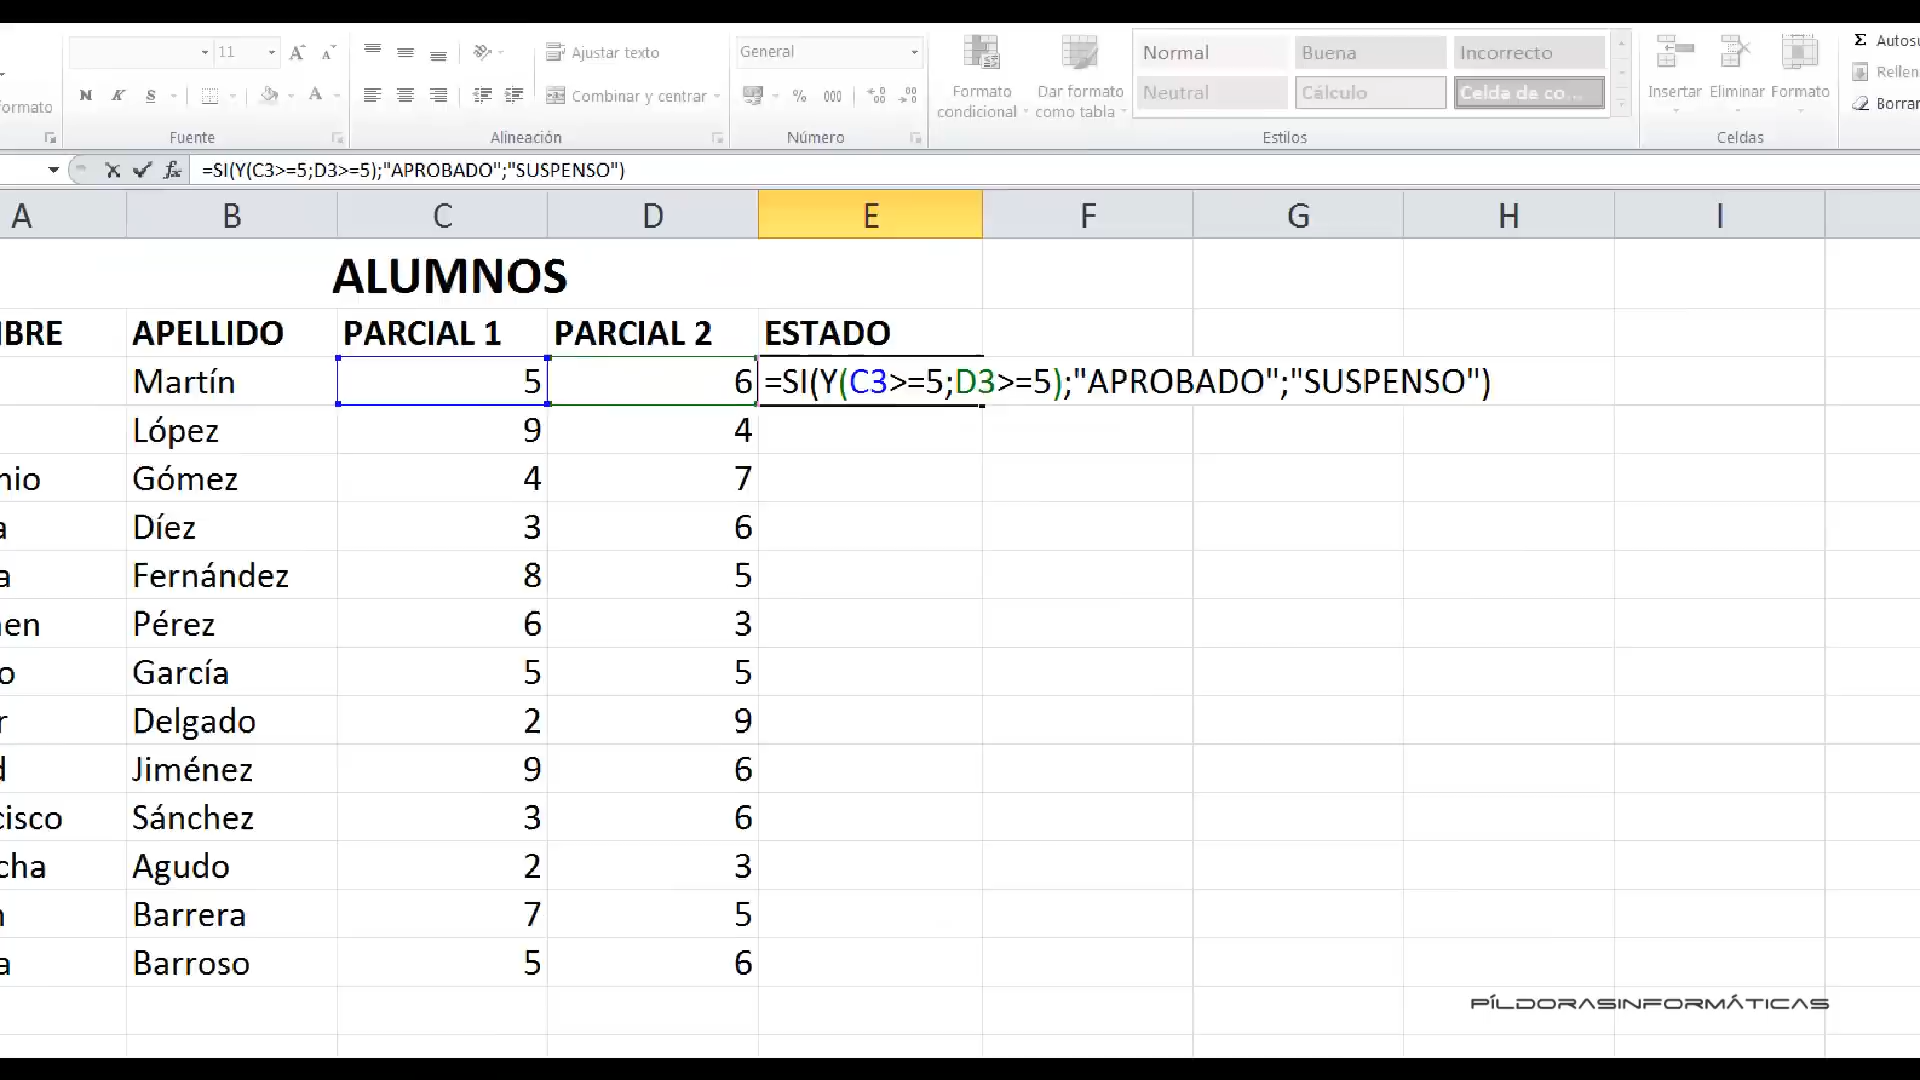 11
Ajustar texto
General
Normal
Buena
Incorrecto
Autosu
Rellen
Borrar
ormato
N K S
A
Combinar y centrar
% 000
Formato condicional
Dar formato como tabla
Neutral
Cálculo
Celda de co...
Insertar
Eliminar
Formato
Fuente
Alineación
Número
Estilos
Celdas
fx =SI(Y(C3>=5;D3>=5);"APROBADO";"SUSPENSO")
A B C D E F G H I
ALUMNOS
IBRE APELLIDO PARCIAL 1 PARCIAL 2 ESTADO
Martín 5 6 =SI(Y(C3>=5;D3>=5);"APROBADO";"SUSPENSO")
López 9 4
nio Gómez 4 7
a Díez 3 6
a Fernández 8 5
nen Pérez 6 3
o García 5 5
r Delgado 2 9
d Jiménez 9 6
cisco Sánchez 3 6
cha Agudo 2 3
n Barrera 7 5
a Barroso 5 6
PÍLDORASINFORMÁTICAS